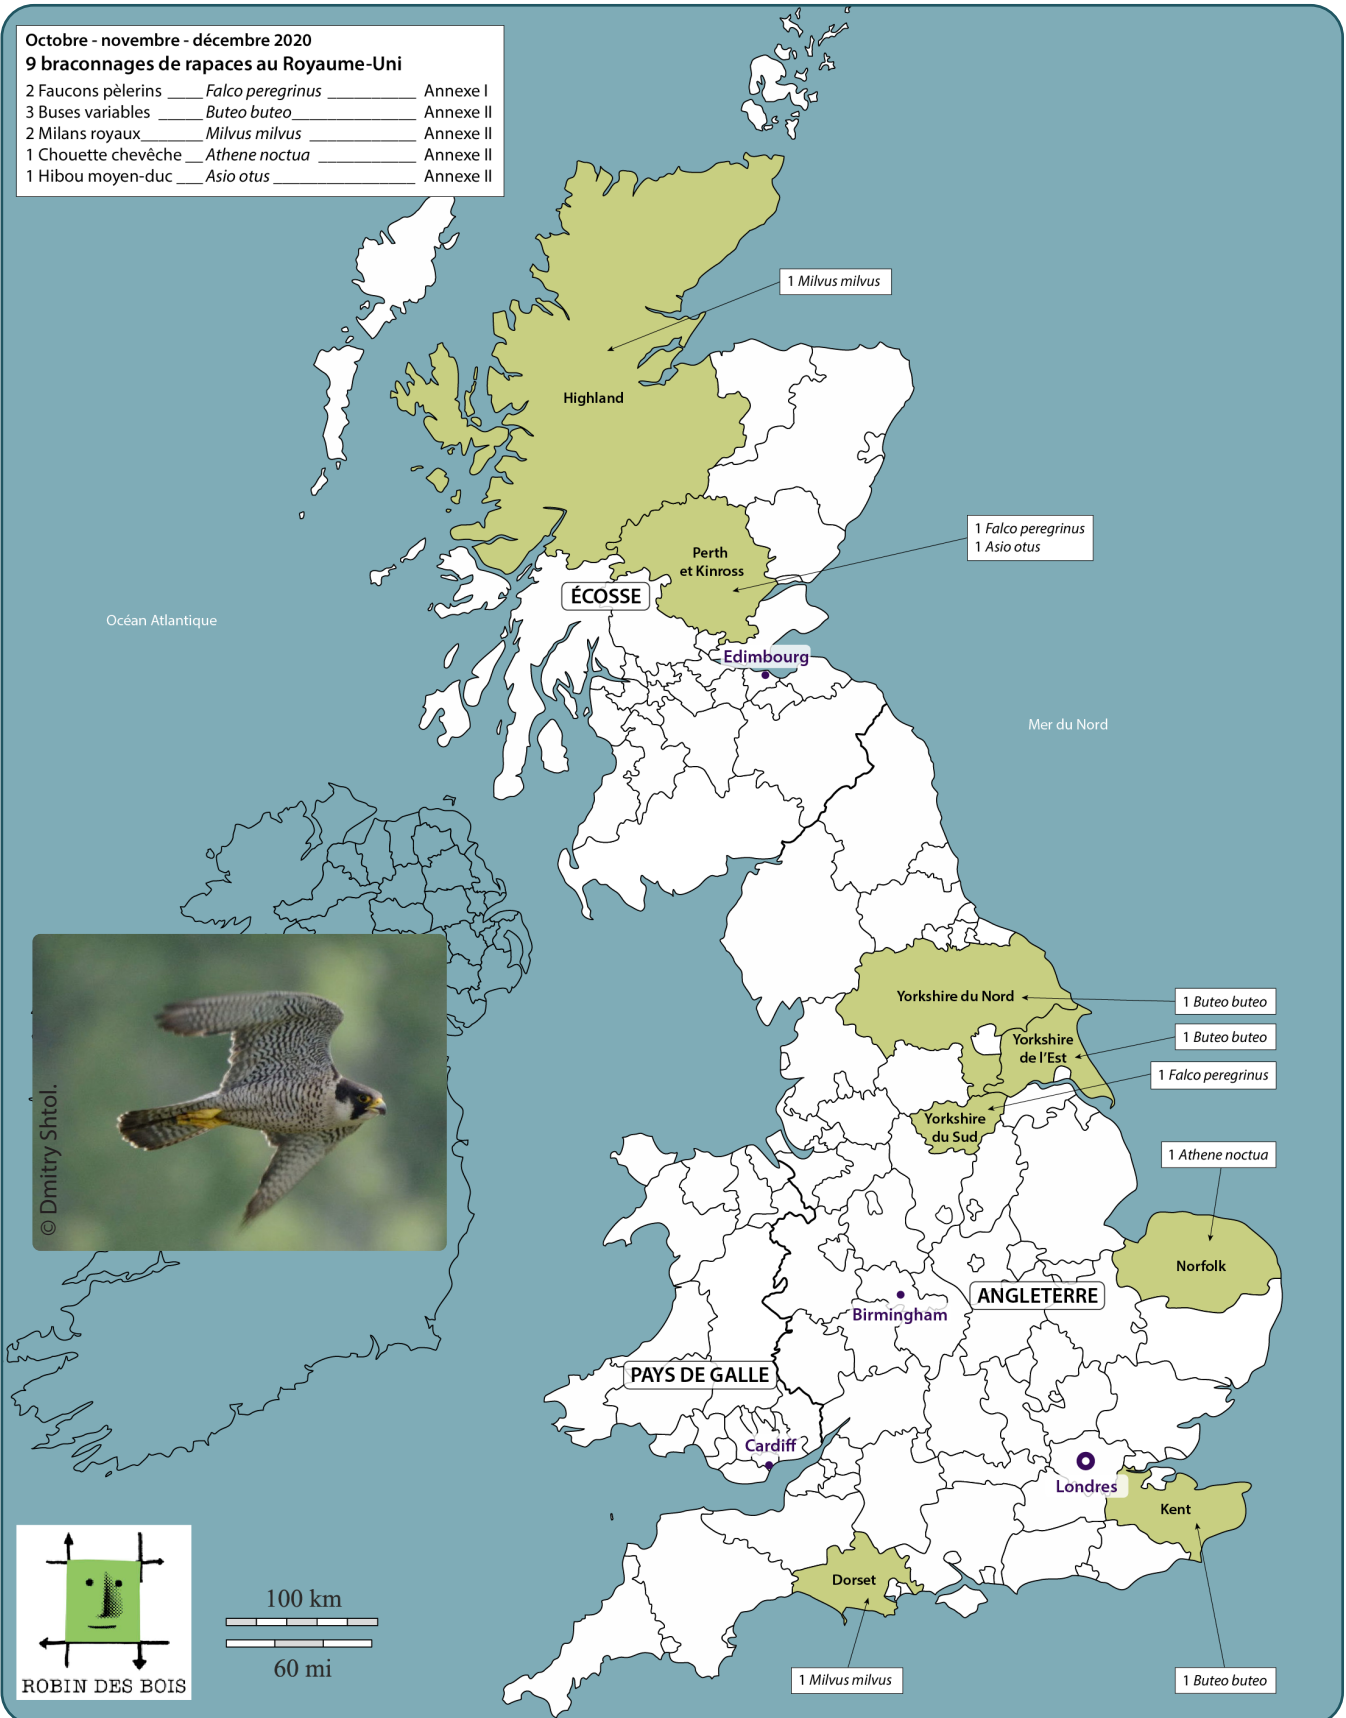 Octobre - novembre - décembre 2020
9 braconnages de rapaces au Royaume-Uni
2 Faucons pèlerins ____ Falco peregrinus __________ Annexe I
3 Buses variables _____ Buteo buteo______________ Annexe II
2 Milans royaux_______ Milvus milvus ____________ Annexe II
1 Chouette chevêche __ Athene noctua ___________ Annexe II
1 Hibou moyen-duc ___ Asio otus ________________ Annexe II
1 Milvus milvus
Highland
1 Falco peregrinus
1 Asio otus
Perth
et Kinross
ÉCOSSE
Océan Atlantique
Edimbourg
Mer du Nord
Yorkshire du Nord
1 Buteo buteo
Yorkshire
de l'Est
1 Buteo buteo
1 Falco peregrinus
Yorkshire
du Sud
© Dmitry Shtol.
1 Athene noctua
Norfolk
ANGLETERRE
Birmingham
PAYS DE GALLE
Cardiff
Londres
Kent
Dorset
100 km
60 mi
ROBIN DES BOIS
1 Milvus milvus
1 Buteo buteo